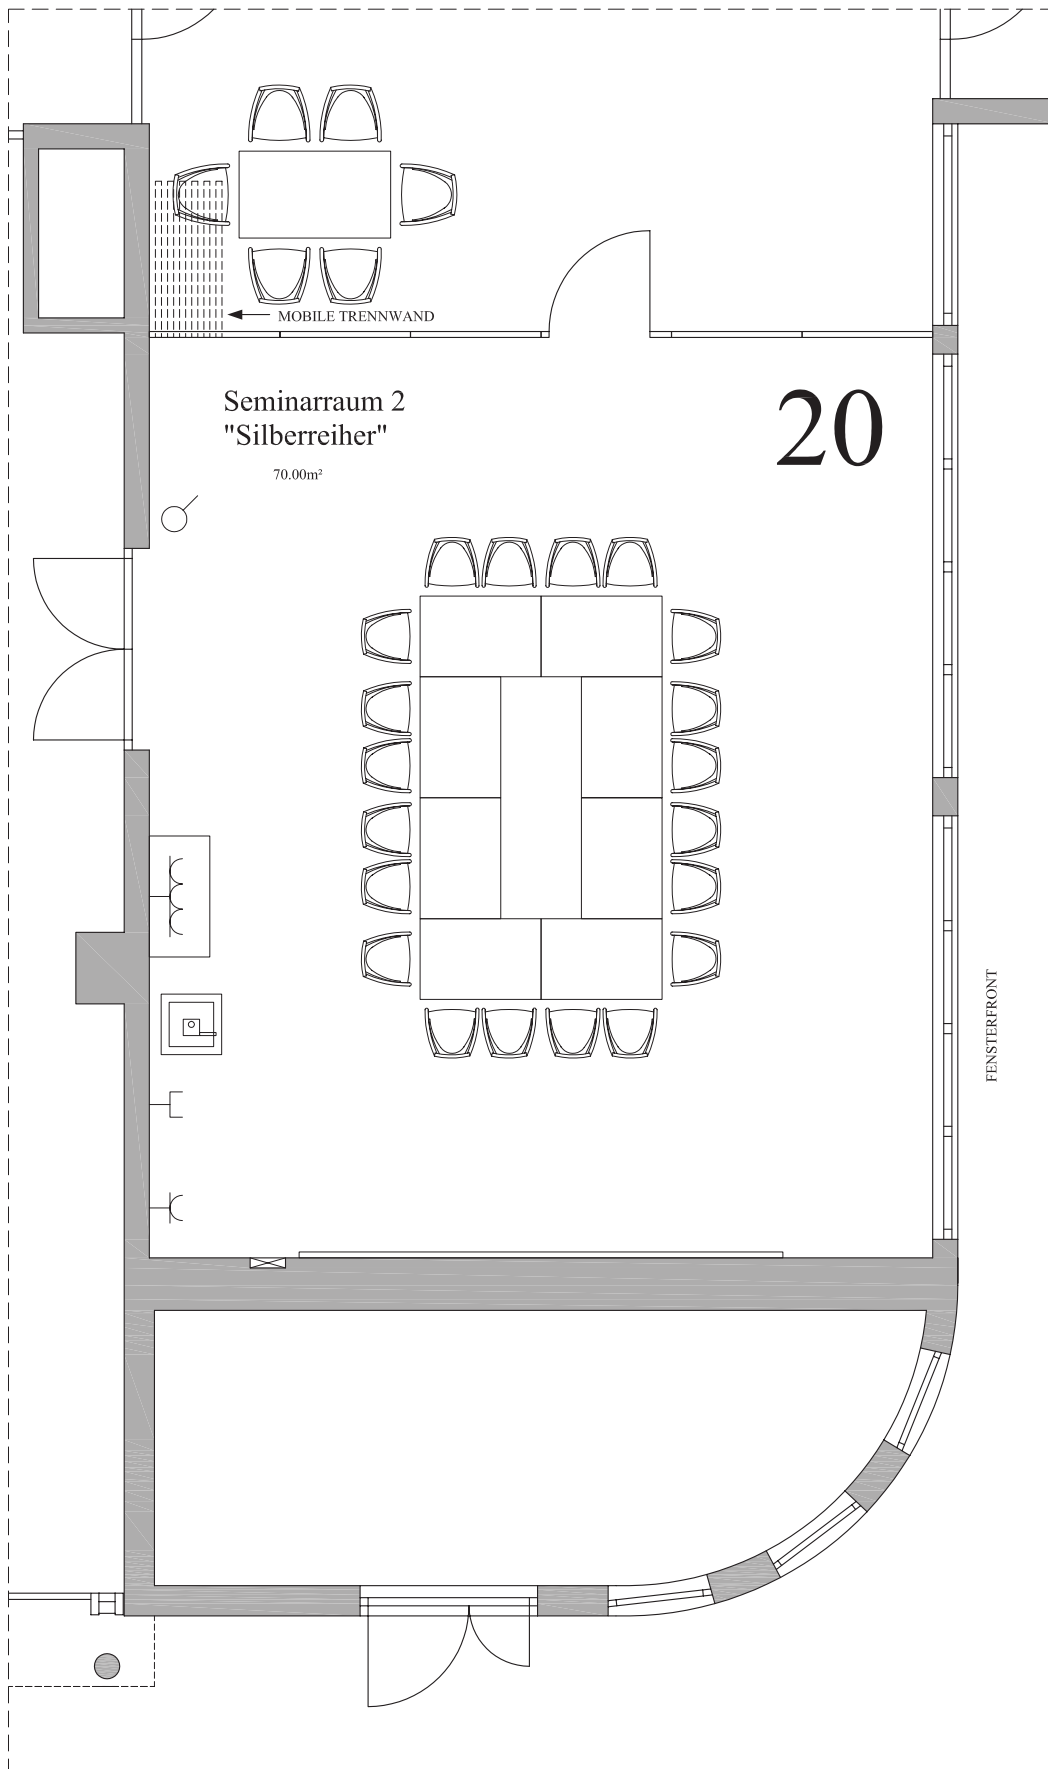 MOBILE TRENNWAND
Seminarraum 2
"Silberreiher"
70.00m²
20
FENSTERFRONT